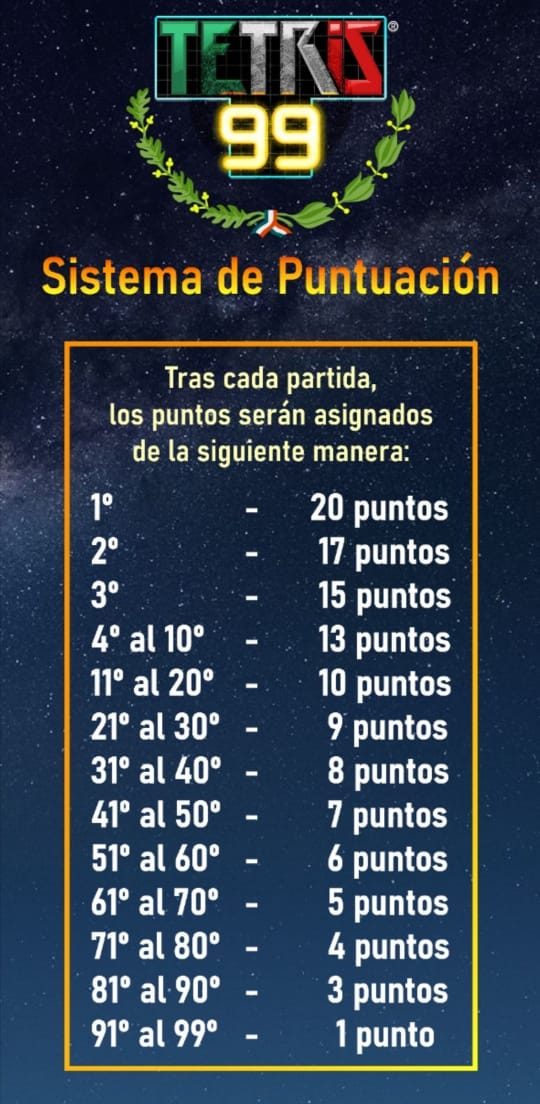 TETRIS®
99
Sistema de Puntuación
Tras cada partida,
los puntos serán asignados
de la siguiente manera:
1º - 20 puntos
2º - 17 puntos
3º - 15 puntos
4º al 10º - 13 puntos
11º al 20º - 10 puntos
21º al 30º - 9 puntos
31º al 40º - 8 puntos
41º al 50º - 7 puntos
51º al 60º - 6 puntos
61º al 70º - 5 puntos
71º al 80º - 4 puntos
81º al 90º - 3 puntos
91º al 99º - 1 punto